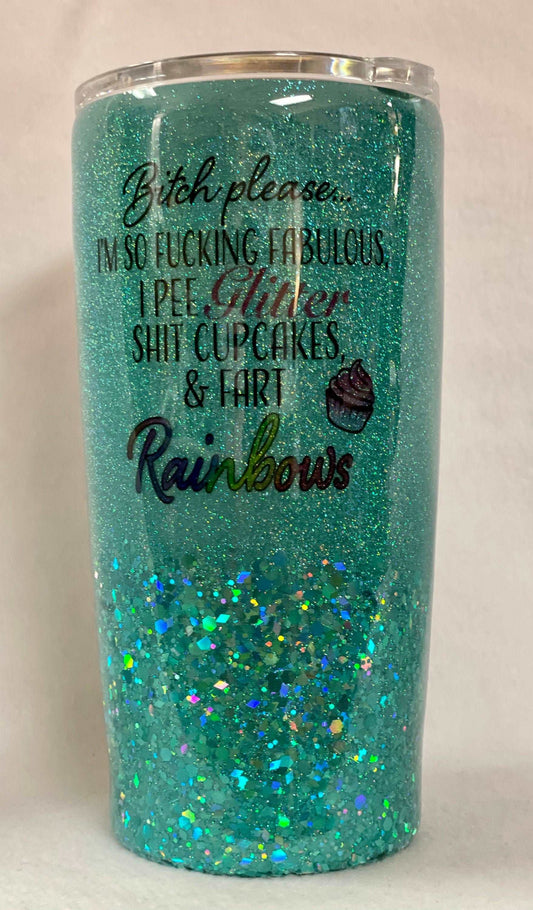 Bitch please...
I'M SO FUCKING FABULOUS,
I PEE Glitter
SHIT CUPCAKES,
& FART
Rainbows